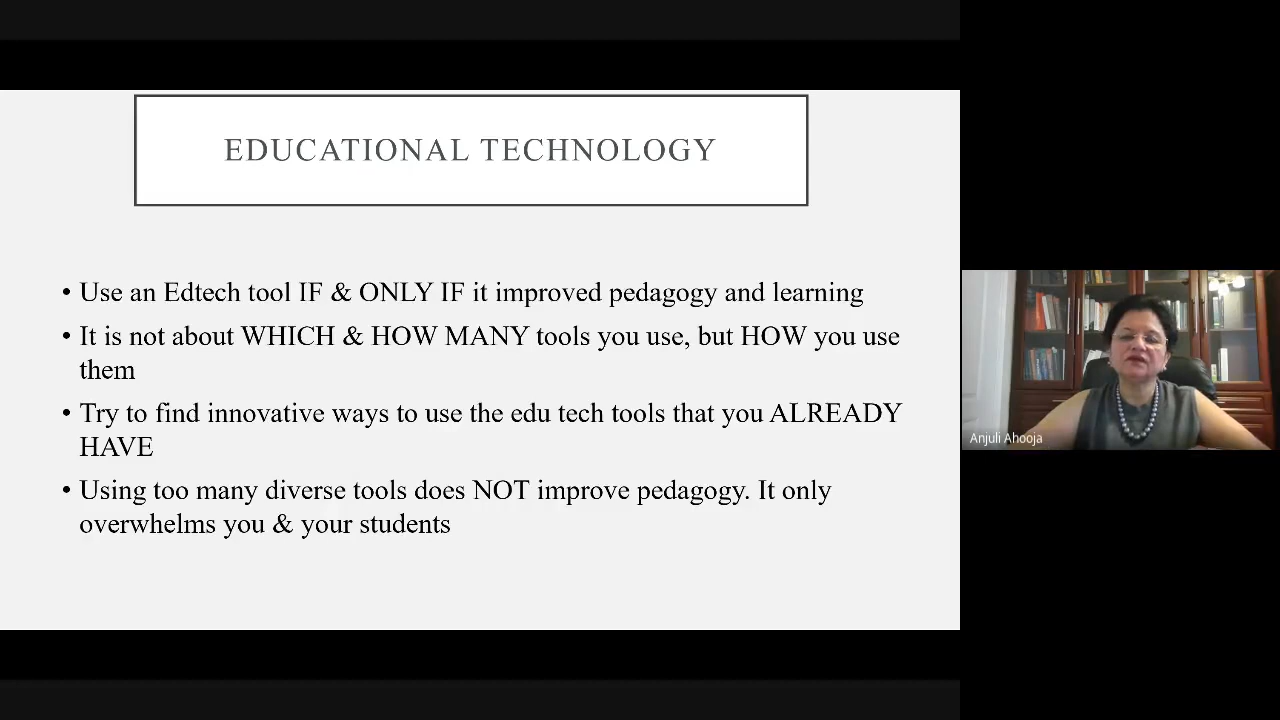 EDUCATIONAL TECHNOLOGY
• Use an Edtech tool IF & ONLY IF it improved pedagogy and learning
• It is not about WHICH & HOW MANY tools you use, but HOW you use
them
• Try to find innovative ways to use the edu tech tools that you ALREADY
HAVE
• Using too many diverse tools does NOT improve pedagogy. It only
overwhelms you & your students
Anjuli Ahooja